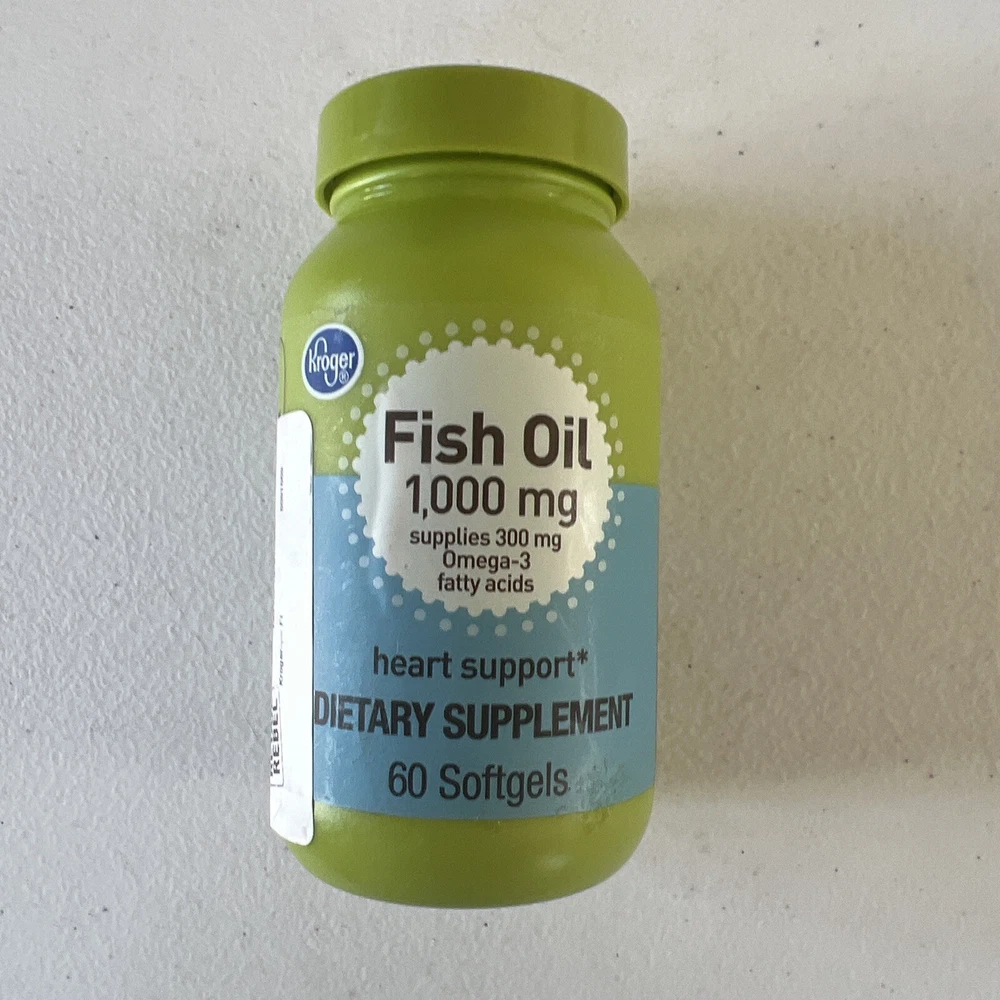 Kroger
Fish Oil
1,000 mg
supplies 300 mg
Omega-3
fatty acids
heart support*
DIETARY SUPPLEMENT
60 Softgels
REBEL